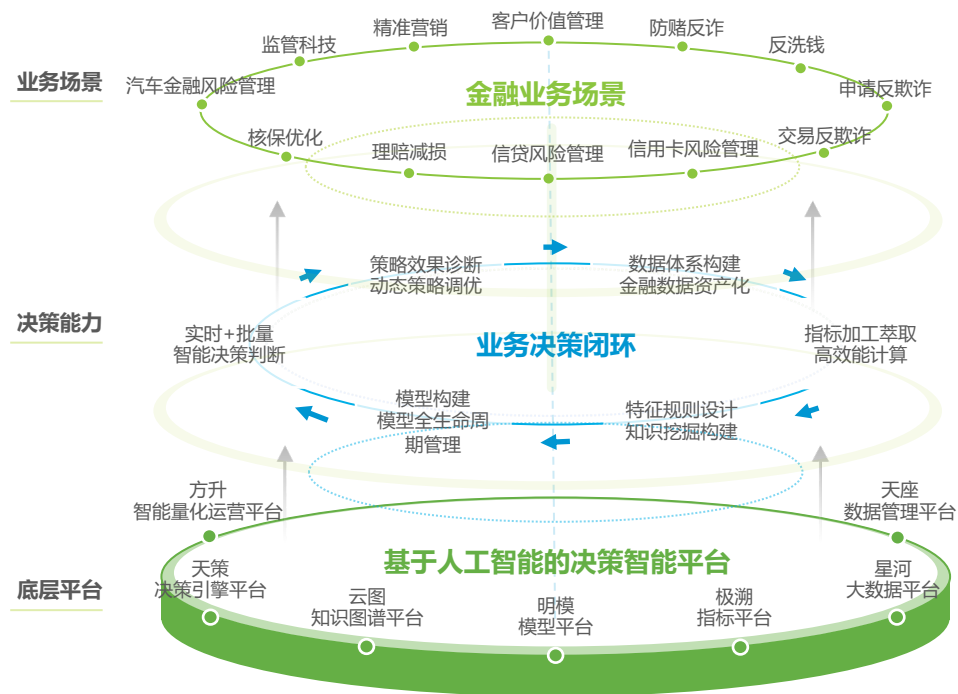 客户价值管理
精准营销
防赌反诈
监管科技
反洗钱
业务场景
汽车金融风险管理
金融业务场景
申请反欺诈
核保优化
理赔减损
信贷风险管理
信用卡风险管理
交易反欺诈
策略效果诊断
动态策略调优
数据体系构建
金融数据资产化
决策能力
实时+批量
智能决策判断
业务决策闭环
指标加工萃取
高效能计算
模型构建
模型全生命周
期管理
特征规则设计
知识挖掘构建
方升
智能量化运营平台
天座
数据管理平台
基于人工智能的决策智能平台
底层平台
天策
决策引擎平台
云图
知识图谱平台
明模
模型平台
极溯
指标平台
星河
大数据平台